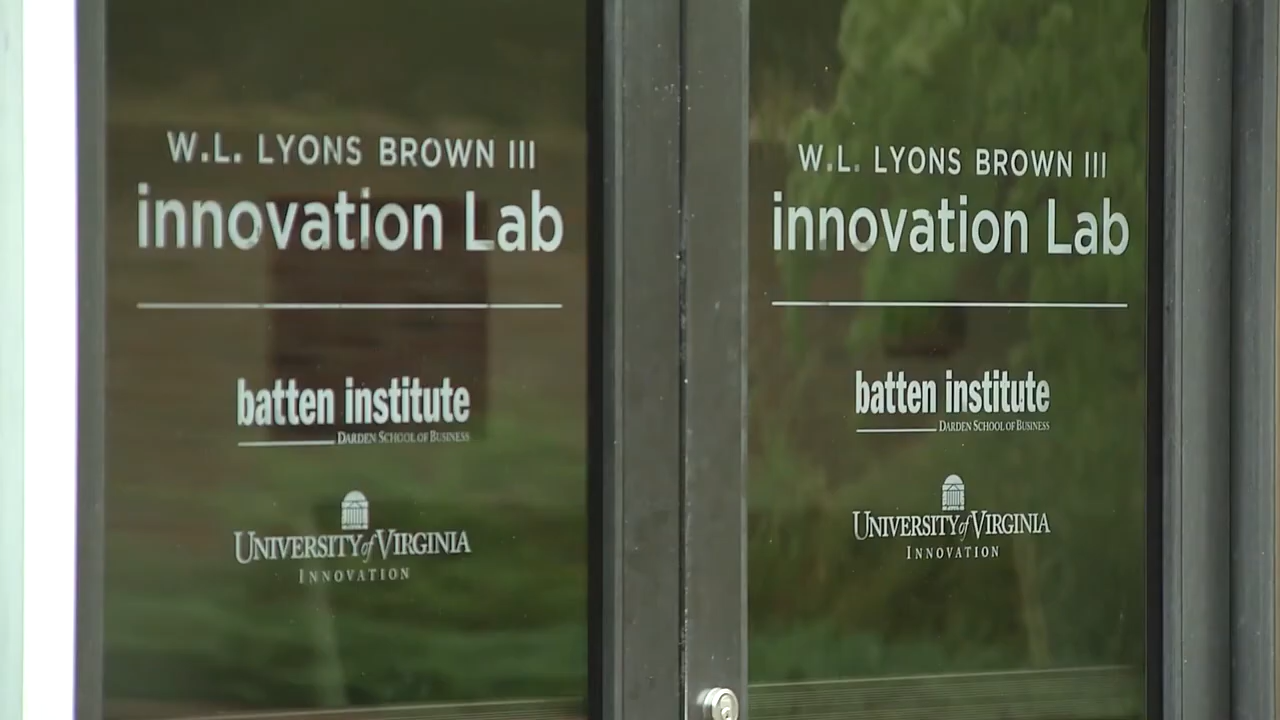 W.L. LYONS BROWN III
innovation Lab
batten institute
DARDEN SCHOOL OF BUSINESS
UNIVERSITY of VIRGINIA
INNOVATION
W.L. LYONS BROWN III
innovation Lab
batten institute
DARDEN SCHOOL OF BUSINESS
UNIVERSITY of VIRGINIA
INNOVATION